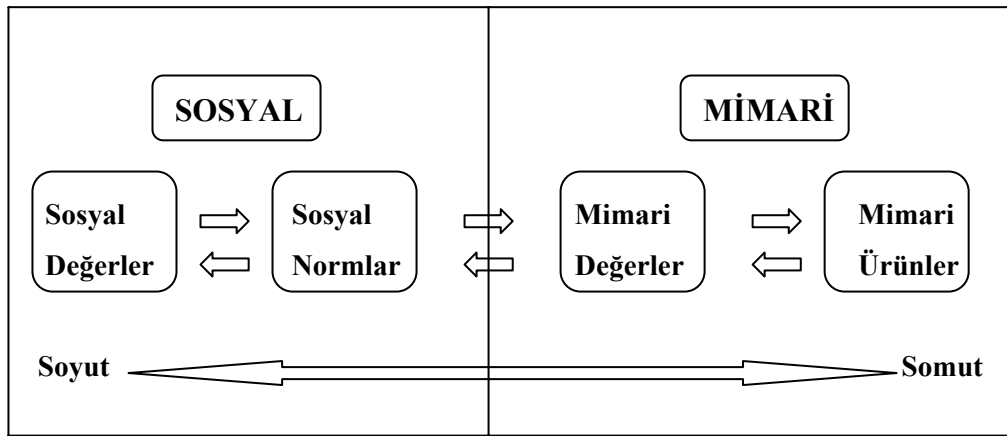 SOSYAL
MİMARİ
Sosyal
Değerler
Sosyal
Normlar
Mimari
Değerler
Mimari
Ürünler
Soyut
Somut